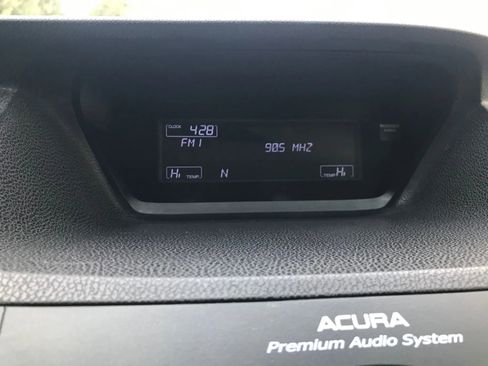 CLOCK 428
FM1
905 MHZ
HI TEMP N TEMP HI
ACURA
Premium Audio System